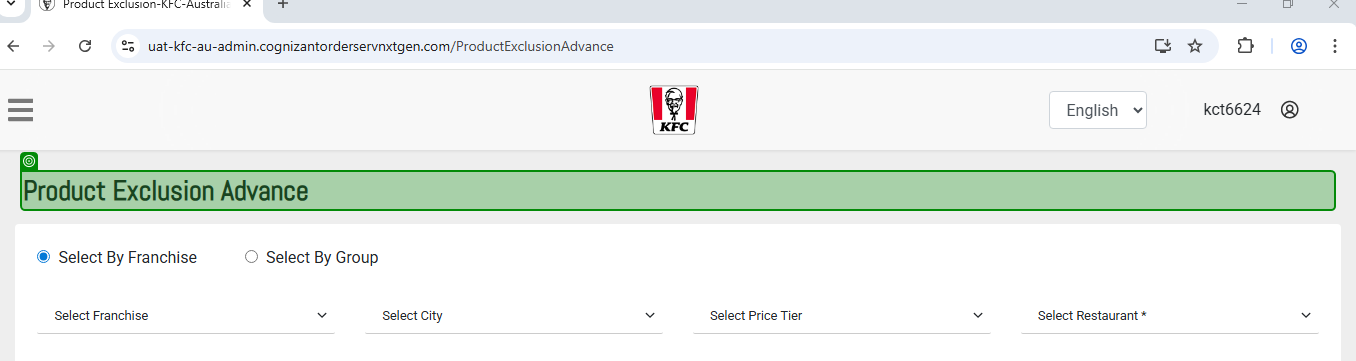 Product Exclusion-KFC-Australia
uat-kfc-au-admin.cognizantorderservnxtgen.com/ProductExclusionAdvance
KFC
English
kct6624
Product Exclusion Advance
Select By Franchise Select By Group
Select Franchise Select City Select Price Tier Select Restaurant *